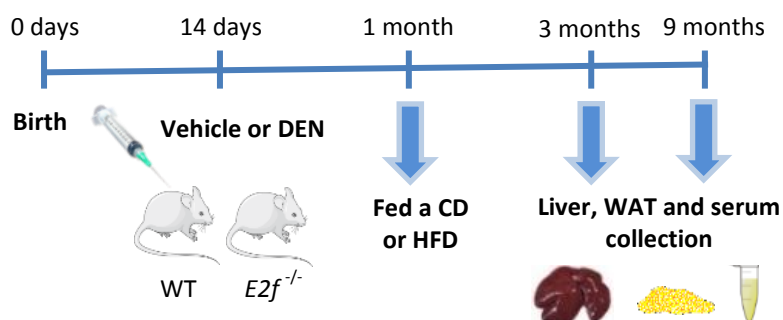 0 days 14 days 1 month 3 months 9 months
Birth Vehicle or DEN
Fed a CD Liver, WAT and serum
or HFD collection
WT E2f -/-